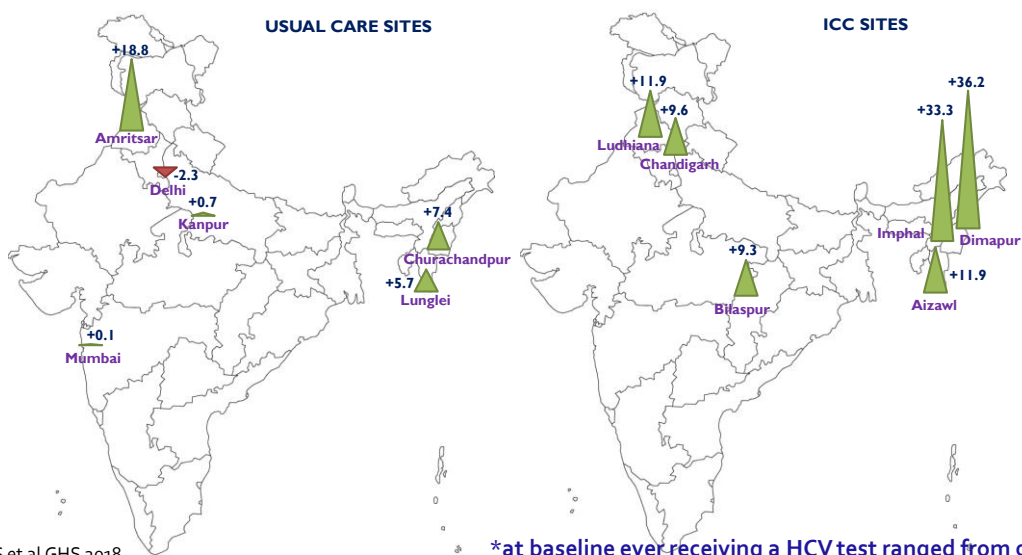 USUAL CARE SITES
+18.8
Amritsar
-2.3
Delhi
+0.7
Kanpur
+7.4
Churachandpur
+5.7
Lunglei
+0.1
Mumbai
ICC SITES
+11.9
Ludhiana
+9.6
Chandigarh
+36.2
+33.3
Imphal
Dimapur
+11.9
Aizawl
+9.3
Bilaspur
et al GHS 2018
*at baseline ever receiving a HCV test ranged from